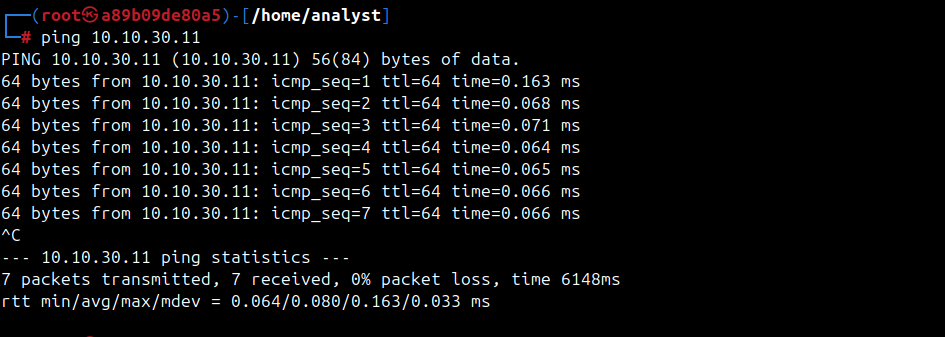 ┌──(root㉿a89b09de80a5)-[/home/analyst]
└─# ping 10.10.30.11
PING 10.10.30.11 (10.10.30.11) 56(84) bytes of data.
64 bytes from 10.10.30.11: icmp_seq=1 ttl=64 time=0.163 ms
64 bytes from 10.10.30.11: icmp_seq=2 ttl=64 time=0.068 ms
64 bytes from 10.10.30.11: icmp_seq=3 ttl=64 time=0.071 ms
64 bytes from 10.10.30.11: icmp_seq=4 ttl=64 time=0.064 ms
64 bytes from 10.10.30.11: icmp_seq=5 ttl=64 time=0.065 ms
64 bytes from 10.10.30.11: icmp_seq=6 ttl=64 time=0.066 ms
64 bytes from 10.10.30.11: icmp_seq=7 ttl=64 time=0.066 ms
^C
--- 10.10.30.11 ping statistics ---
7 packets transmitted, 7 received, 0% packet loss, time 6148ms
rtt min/avg/max/mdev = 0.064/0.080/0.163/0.033 ms